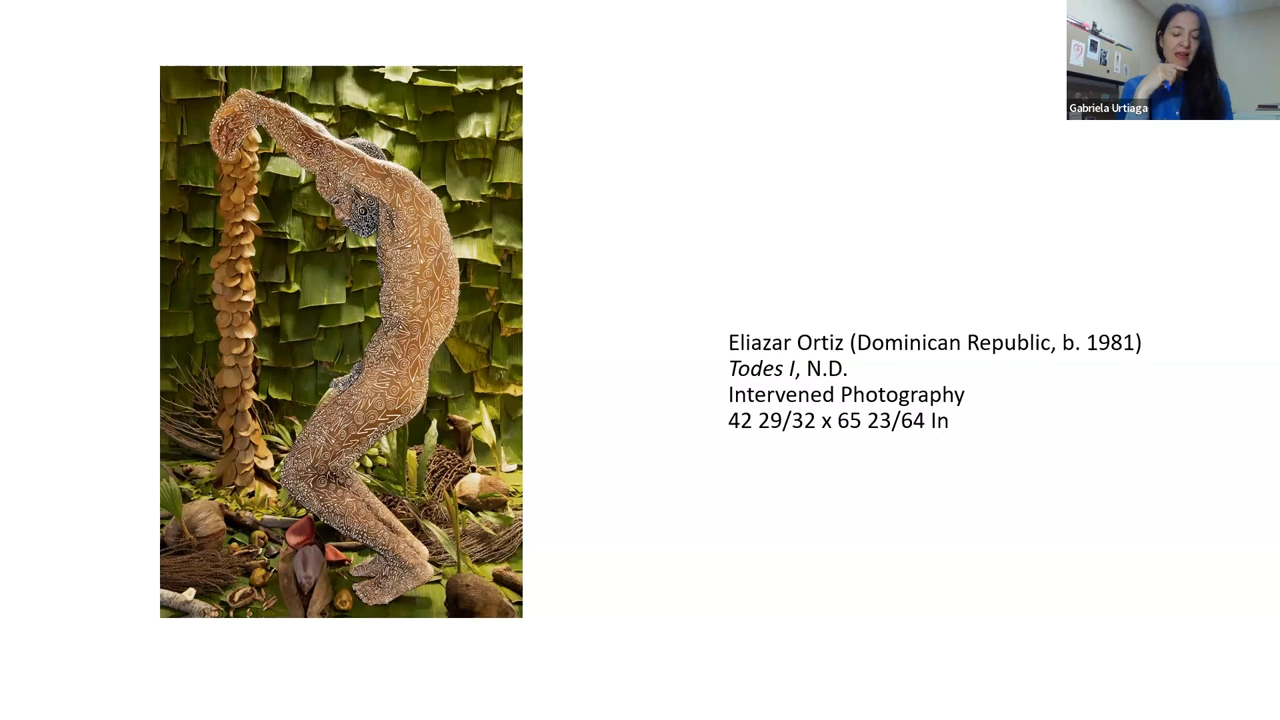 Gabriela Urtiaga
Eliazar Ortiz (Dominican Republic, b. 1981)
Todes I, N.D.
Intervened Photography
42 29/32 x 65 23/64 In